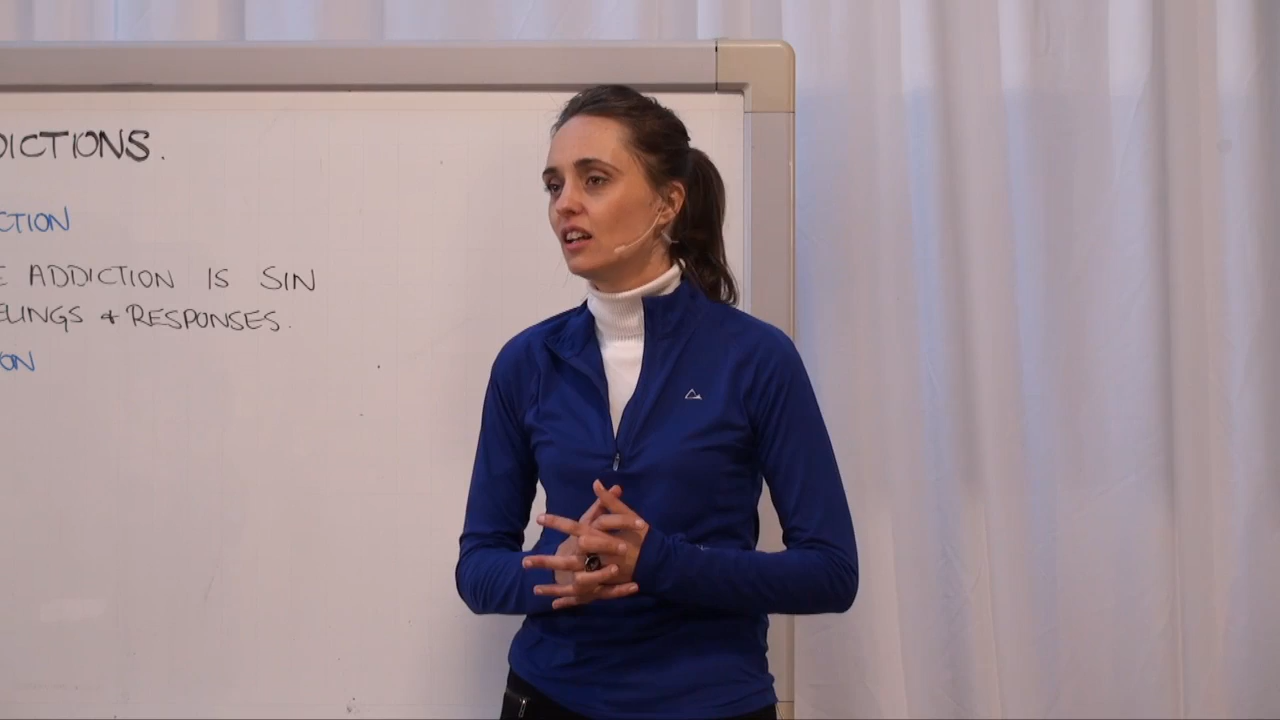 DICTIONS.
CTION
E ADDICTION IS SIN
ELINGS & RESPONSES.
ON